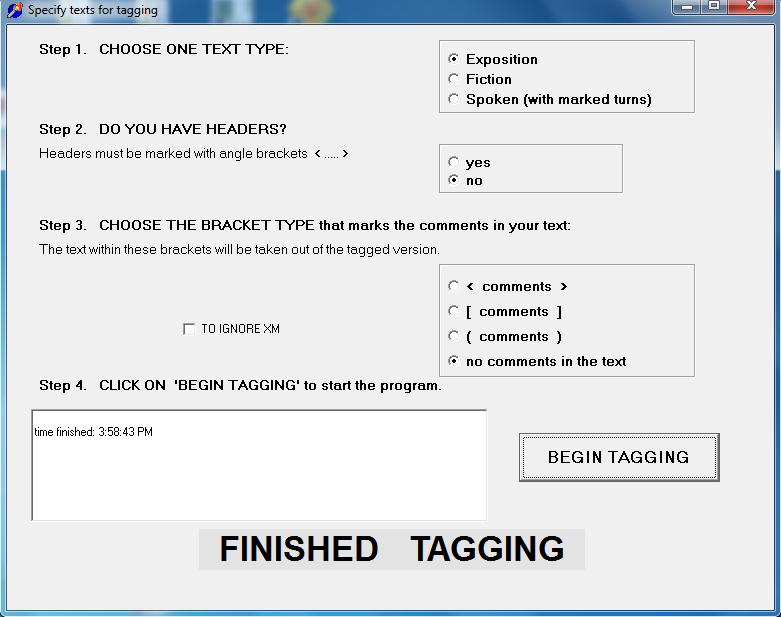 Specify texts for tagging
Step 1.   CHOOSE ONE TEXT TYPE:
Exposition
Fiction
Spoken (with marked turns)
Step 2.   DO YOU HAVE HEADERS?
Headers must be marked with angle brackets  < ..... >
yes
no
Step 3.   CHOOSE THE BRACKET TYPE that marks the comments in your text:
The text within these brackets will be taken out of the tagged version.
<  comments  >
[  comments  ]
TO IGNORE XM
(  comments  )
no comments in the text
Step 4.   CLICK ON  'BEGIN TAGGING' to start the program.
time finished: 3:58:43 PM
BEGIN TAGGING
FINISHED   TAGGING